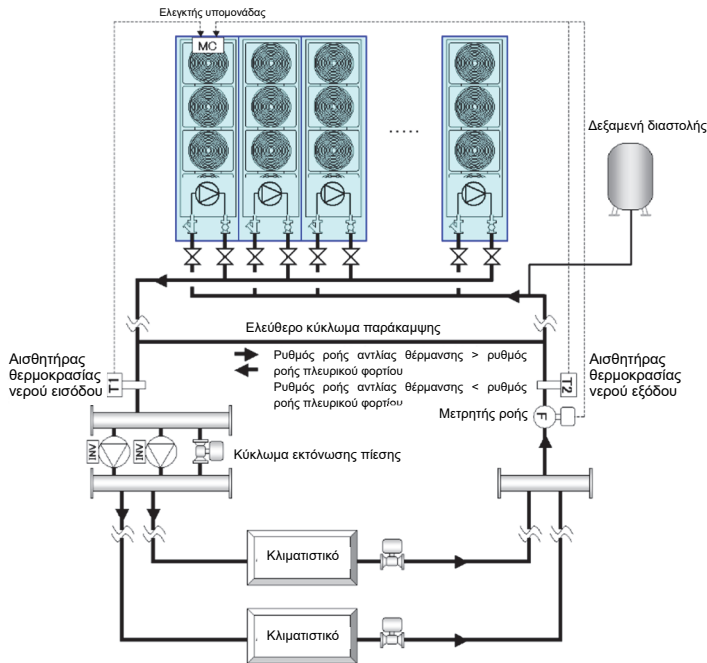 Ελεγκτής υπομονάδας
MC
Δεξαμενή διαστολής
Ελεύθερο κύκλωμα παράκαμψης
Ρυθμός ροής αντλίας θέρμανσης > ρυθμός
ροής πλευρικού φορτίου
Ρυθμός ροής αντλίας θέρμανσης < ρυθμός
ροής πλευρικού φορτίου
Αισθητήρας
θερμοκρασίας
νερού εισόδου
T1
T2
Αισθητήρας
θερμοκρασίας
νερού εξόδου
Μετρητής ροής
F
INV
INV
Κύκλωμα εκτόνωσης πίεσης
Κλιματιστικό
Κλιματιστικό